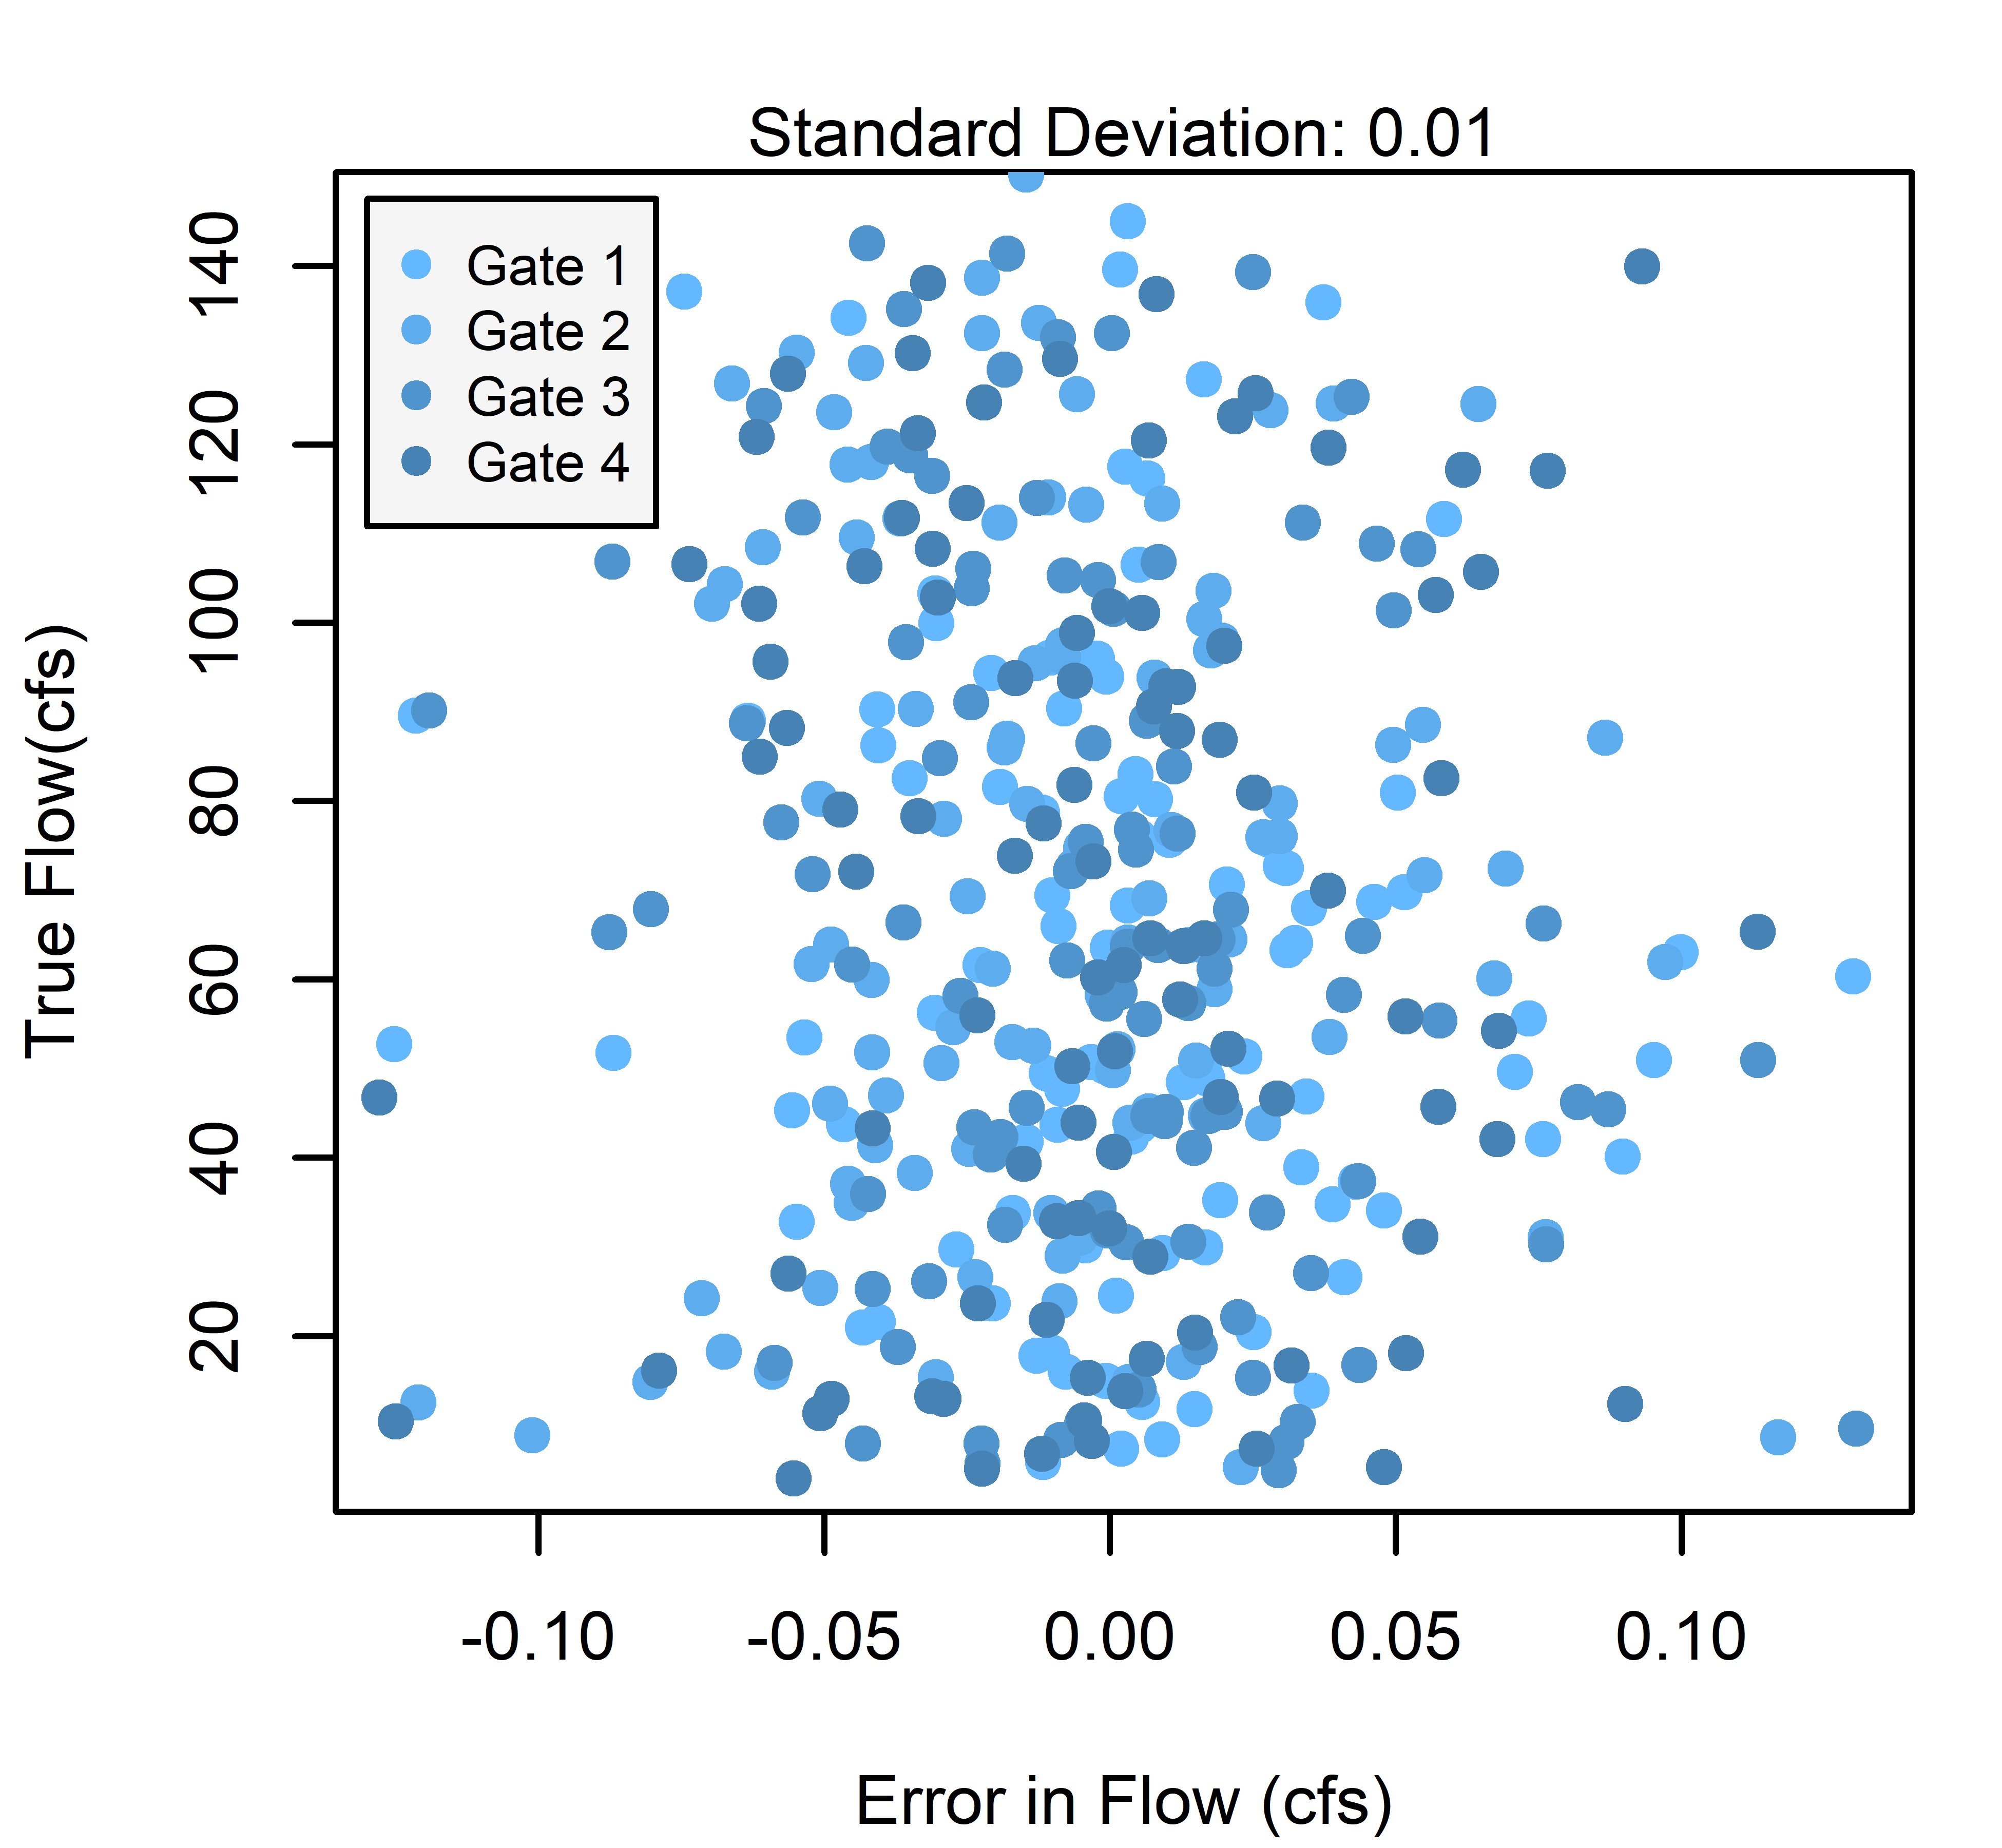 Standard Deviation: 0.01
Gate 1
Gate 2
Gate 3
Gate 4
True Flow(cfs)
140
120
100
80
60
40
20
-0.10 -0.05 0.00 0.05 0.10
Error in Flow (cfs)